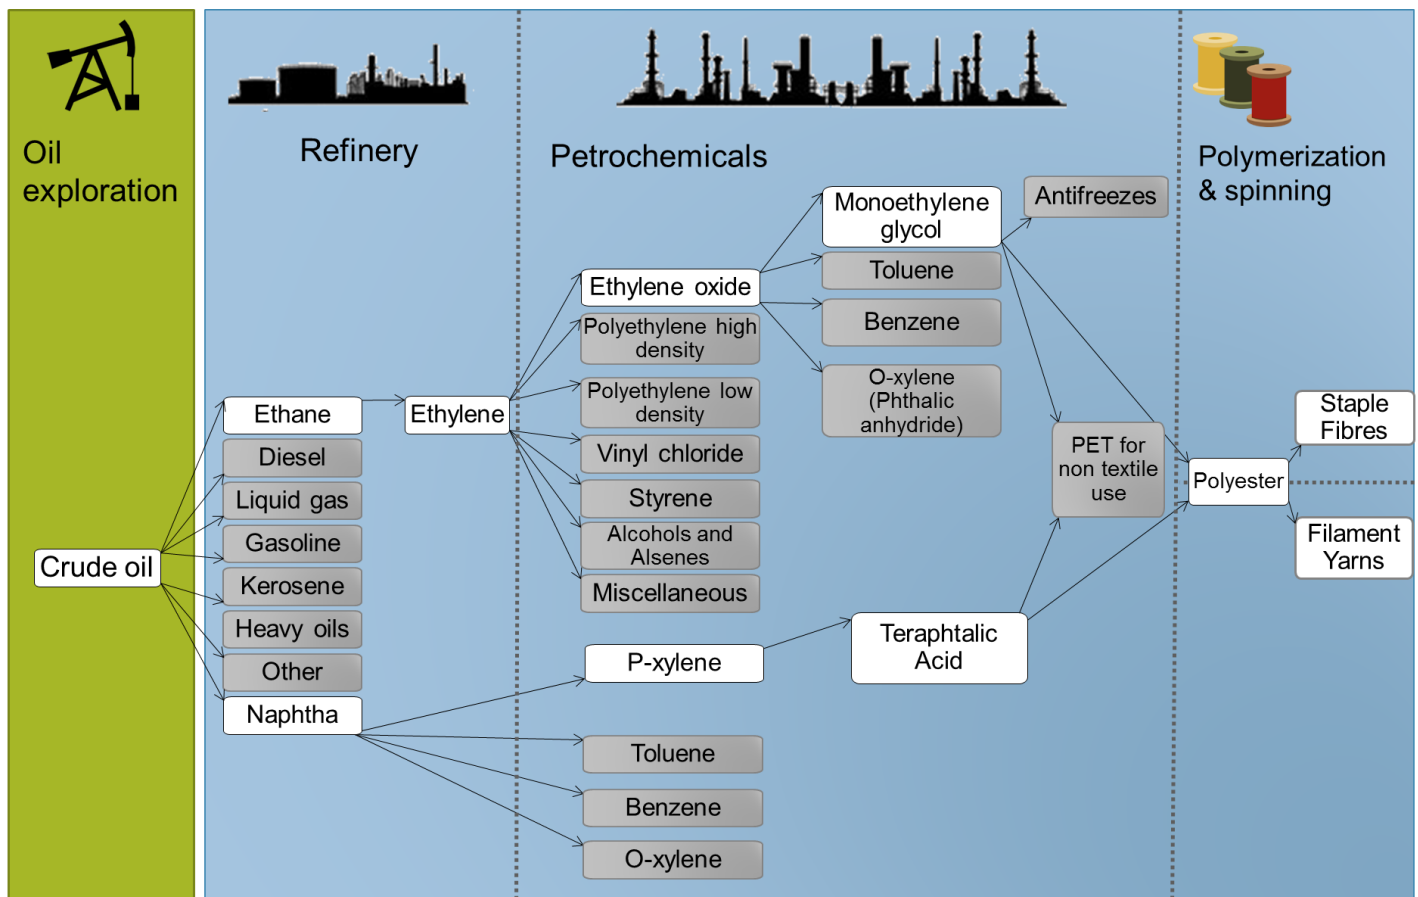 Oil
exploration
Refinery
Petrochemicals
Polymerization
& spinning
Crude oil
Ethane
Diesel
Liquid gas
Gasoline
Kerosene
Heavy oils
Other
Naphtha
Ethylene
Ethylene oxide
Polyethylene high
density
Polyethylene low
density
Vinyl chloride
Styrene
Alcohols and
Alsenes
Miscellaneous
P-xylene
Toluene
Benzene
O-xylene
Monoethylene
glycol
Toluene
Benzene
O-xylene
(Phthalic
anhydride)
Teraphtalic
Acid
Antifreezes
PET for
non textile
use
Polyester
Staple
Fibres
Filament
Yarns